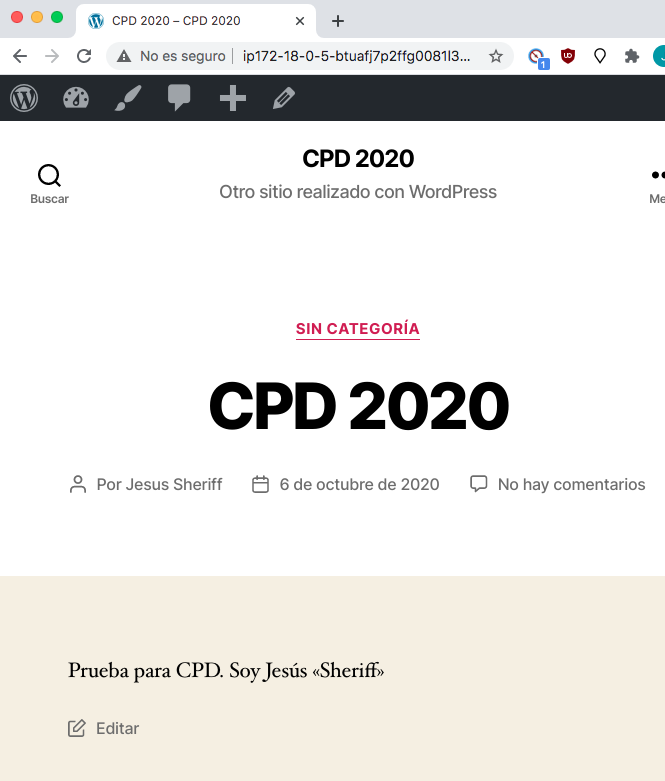 CPD 2020 – CPD 2020
No es seguro ip172-18-0-5-btuafj7p2ffg0081l3...
1
CPD 2020
Otro sitio realizado con WordPress
Buscar
SIN CATEGORÍA
CPD 2020
Por Jesus Sheriff 6 de octubre de 2020 No hay comentarios
Prueba para CPD. Soy Jesús «Sheriff»
Editar